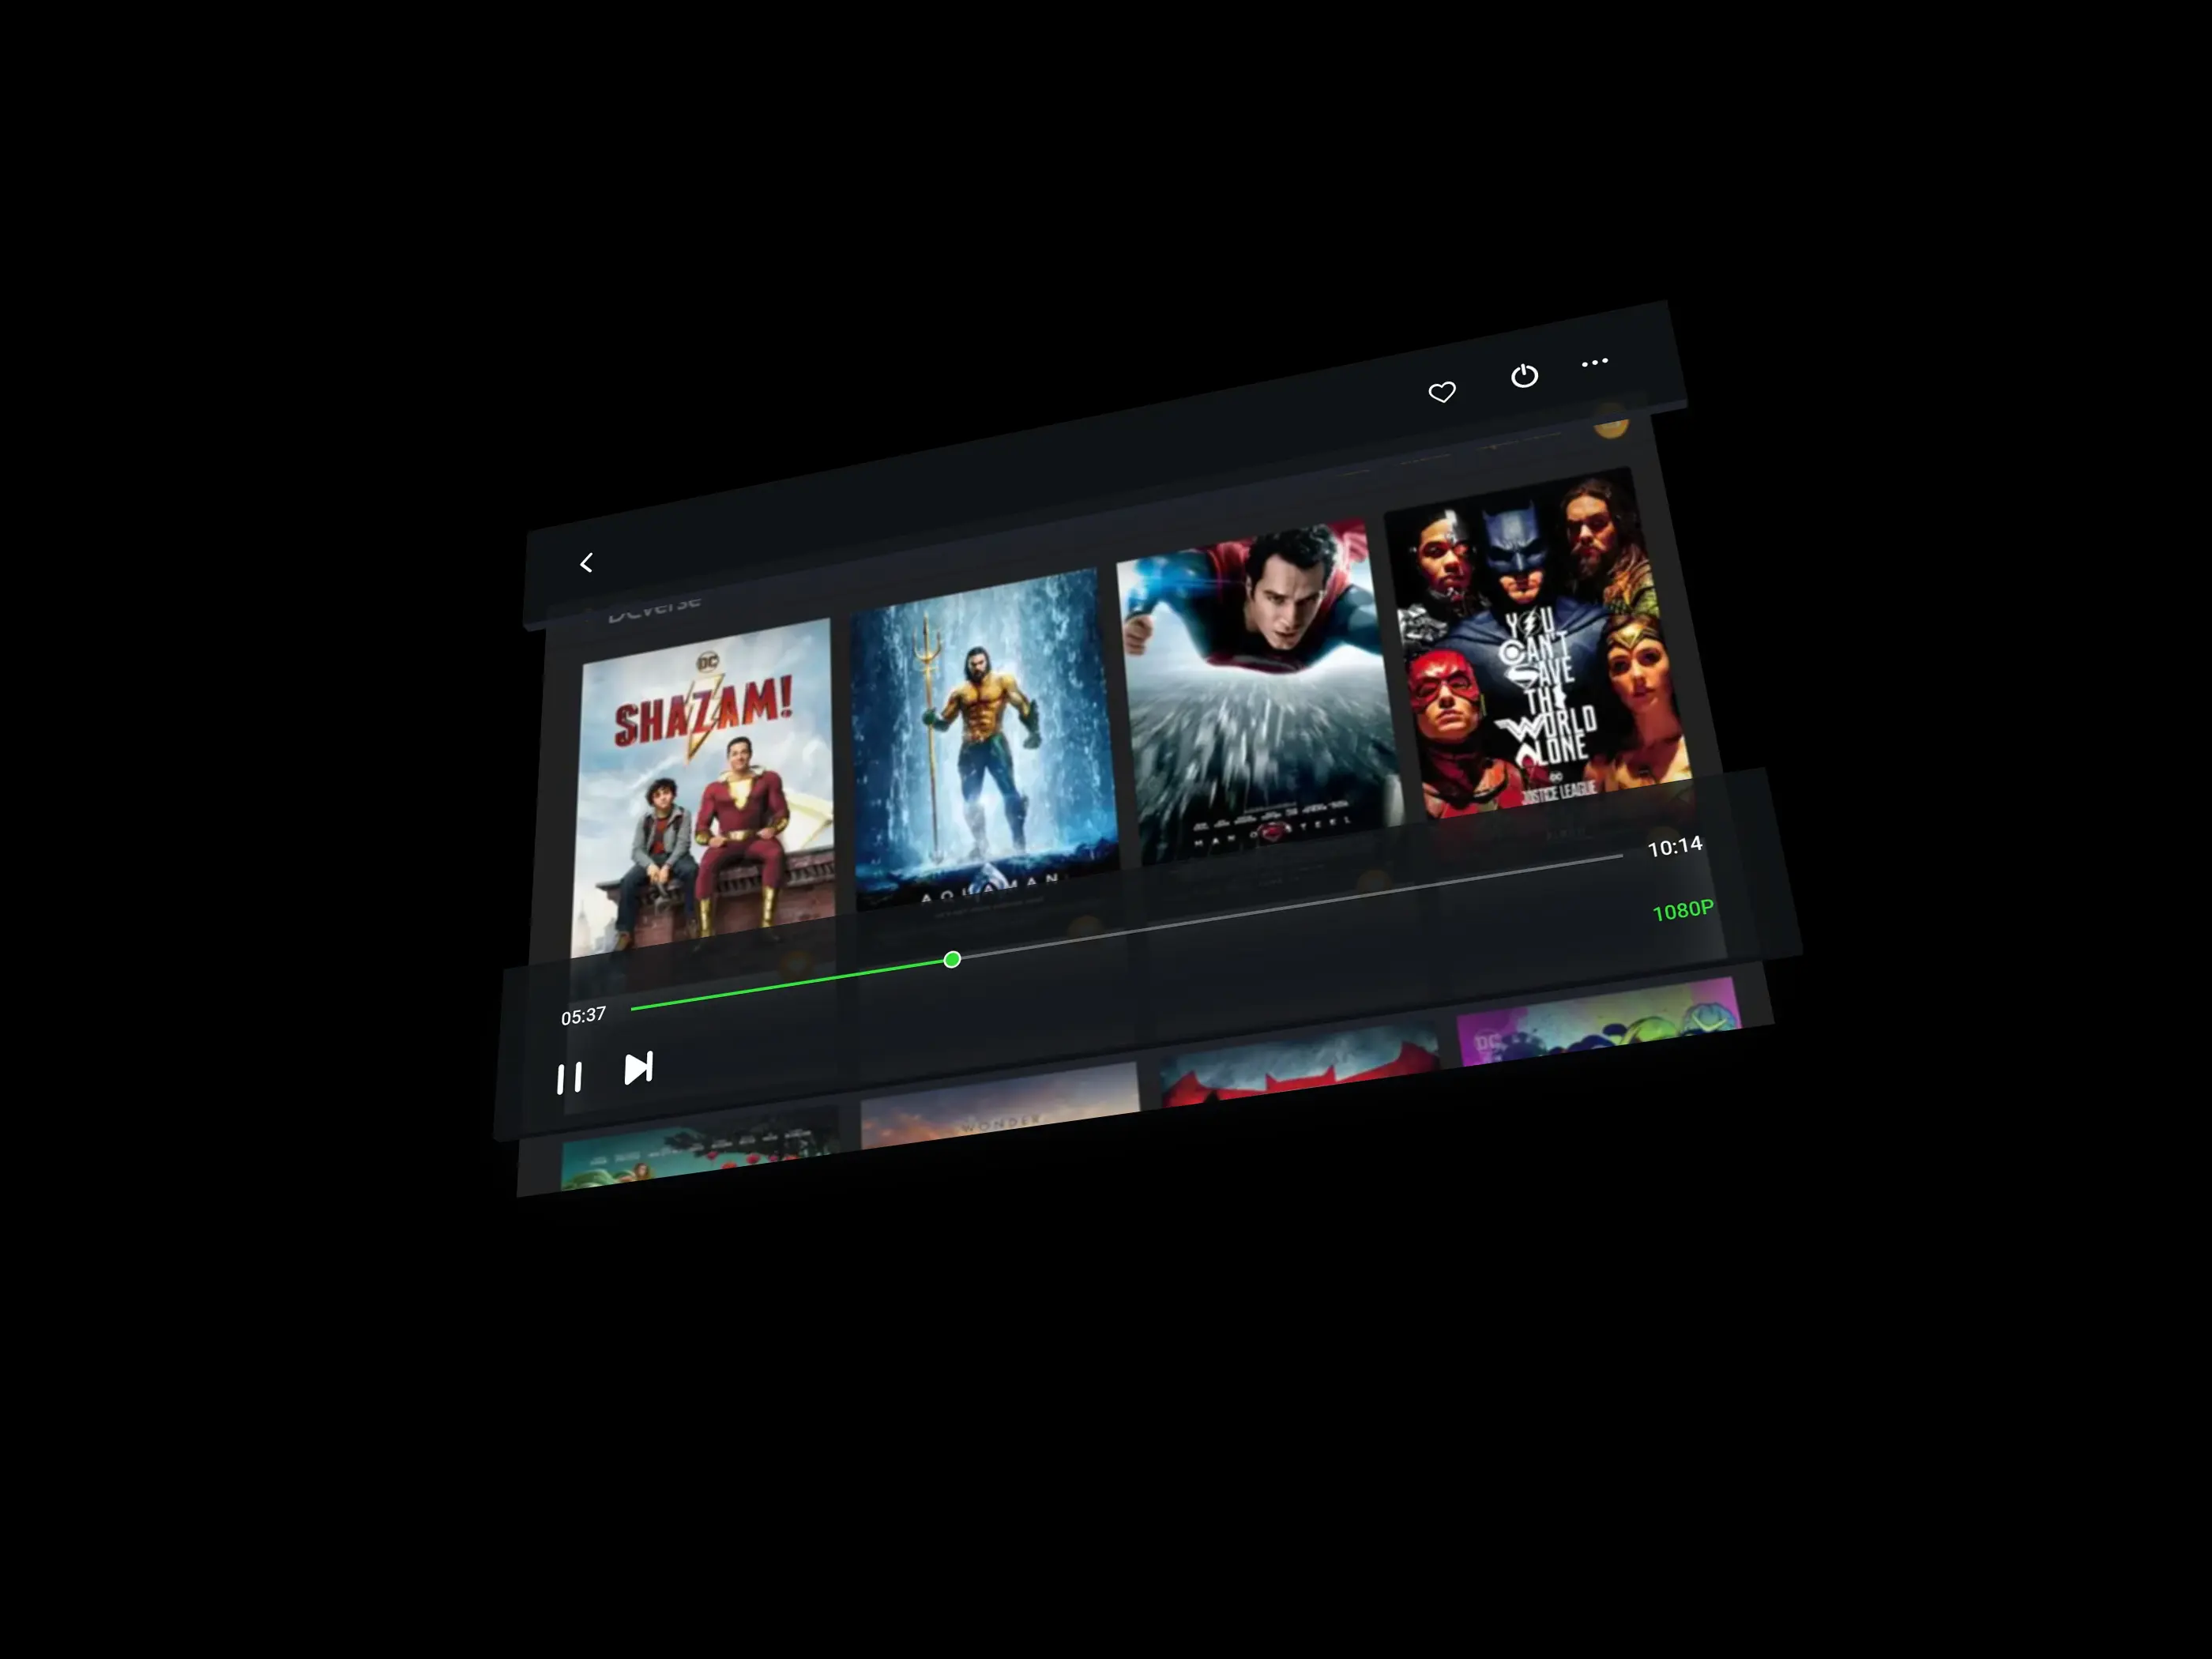 DCverse
DC
SHAZAM!
AQUAMAN
MAN OF STEEL
YOU
CAN'T
SAVE
THE
WORLD
ALONE
DC
JUSTICE LEAGUE
10:14
1080P
05:37
WONDER
DC